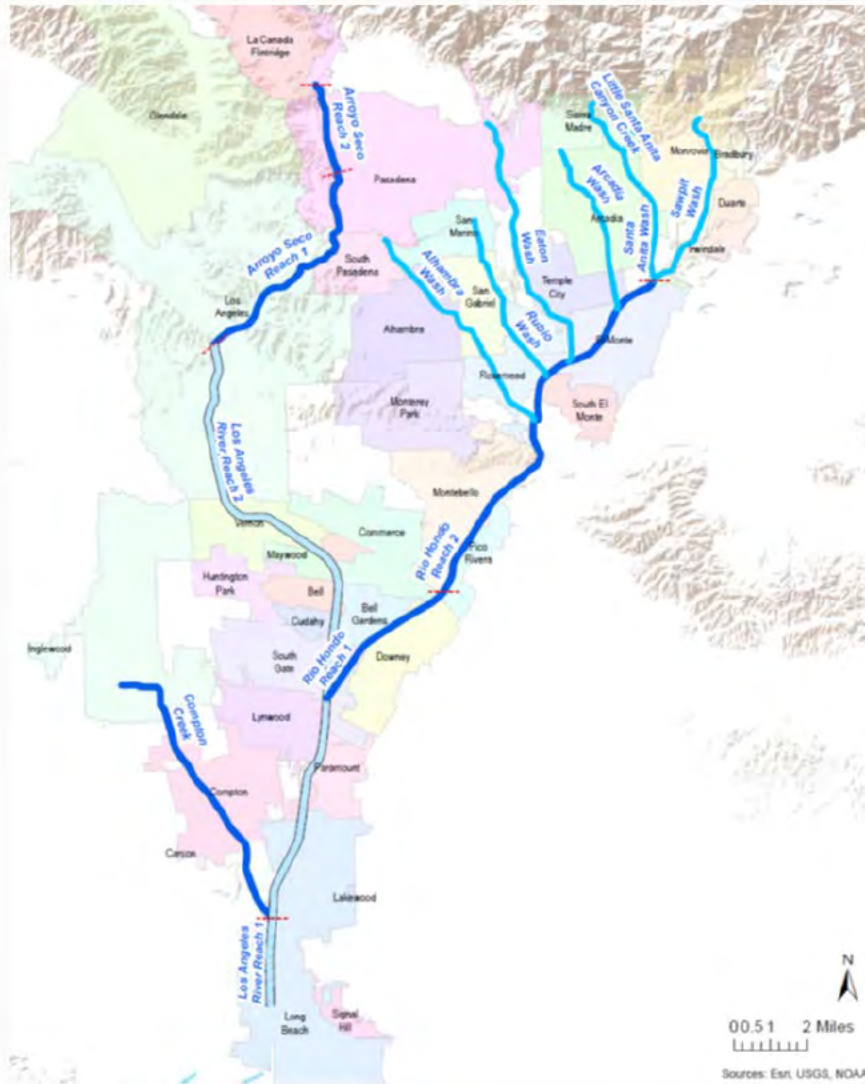 La Canada
Flintridge
Glendale
Arroyo Seco
Reach 2
Pasadena
Little Santa Anita
Canyon Creek
Sierra
Madre
Bradbury
Sawpit
Wash
Duarte
Arcadia
Wash
Arcadia
Santa
Anita Wash
Irwindale
Arroyo Seco
Reach 1
South
Pasadena
San
Marino
Eaton
Wash
Alhambra
Wash
San
Gabriel
Temple
City
Los
Angeles
Alhambra
Rubio
Wash
El Monte
Rosemead
Monterey
Park
South El
Monte
Los Angeles
River Reach 2
Montebello
Vernon
Commerce
Maywood
Rio Hondo
Reach 2
Pico
Rivera
Huntington
Park
Bell
Cudahy
Bell
Gardens
Inglewood
South
Gate
Rio Hondo
Reach 1
Downey
Compton
Creek
Lynwood
Paramount
Compton
Carson
Lakewood
Los Angeles
River Reach 1
Long
Beach
Signal
Hill
N
00.51 2 Miles
Sources: Esri, USGS, NOAA